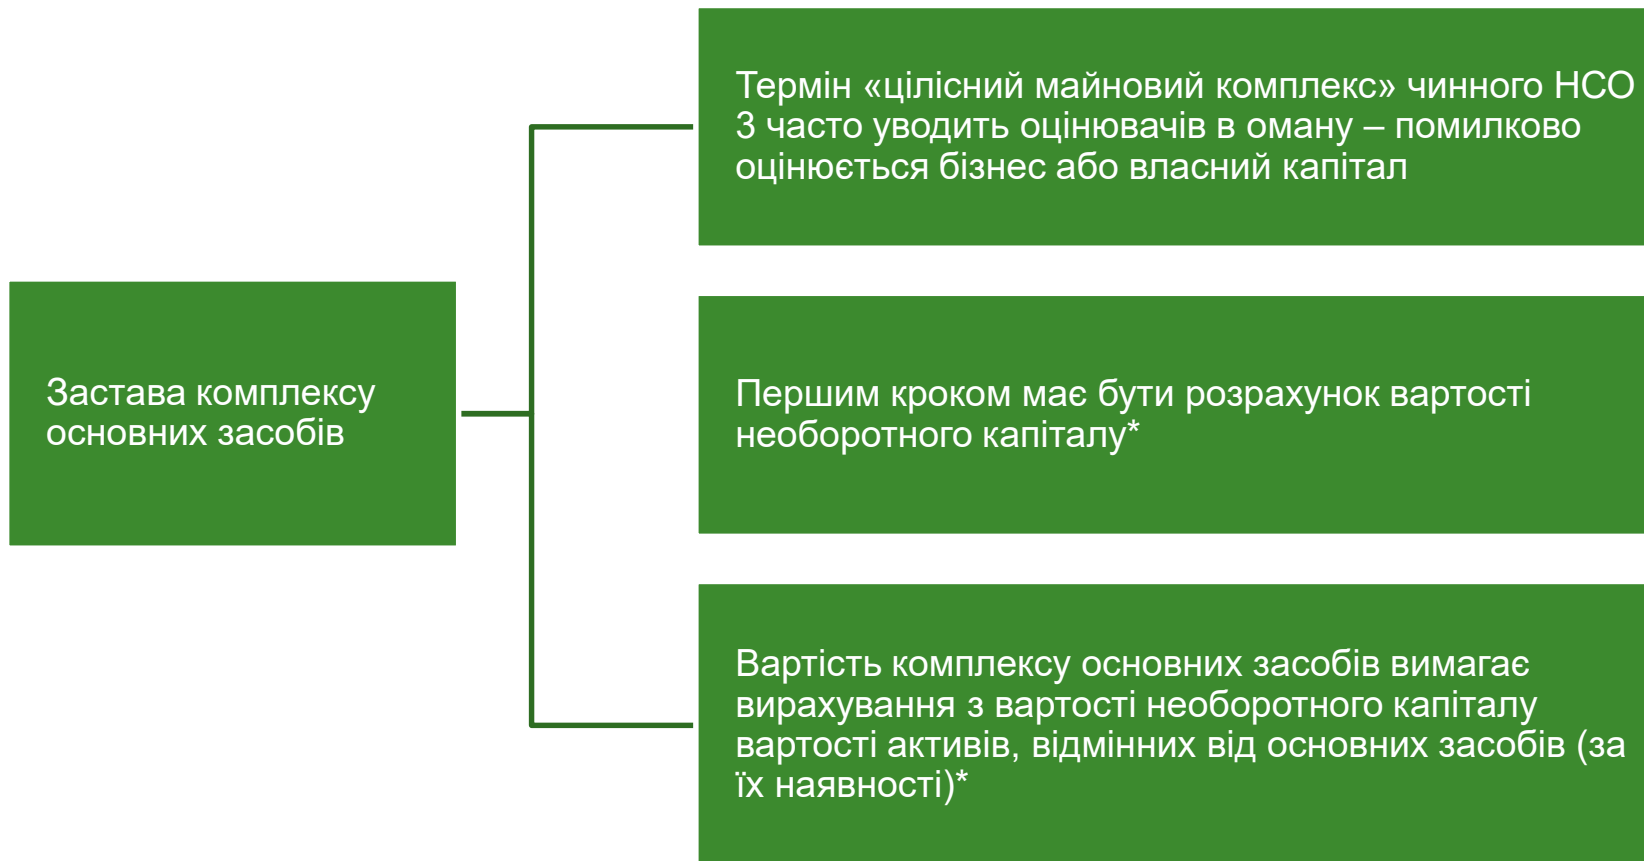 Термін «цілісний майновий комплекс» чинного НСО
3 часто уводить оцінювачів в оману – помилково
оцінюється бізнес або власний капітал
Застава комплексу
основних засобів
Першим кроком має бути розрахунок вартості
необоротного капіталу*
Вартість комплексу основних засобів вимагає
вирахування з вартості необоротного капіталу
вартості активів, відмінних від основних засобів (за
їх наявності)*